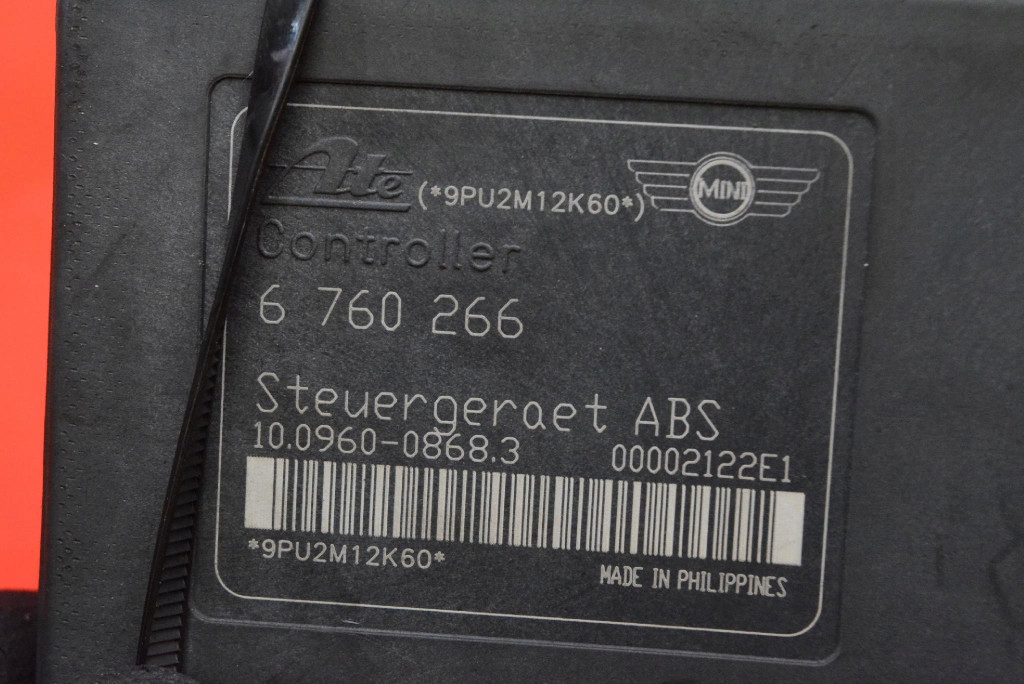 Ate (*9PU2M12K60*) MINI
Controller
6 760 266
Steuergeraet ABS
10.0960-0868.3 00002122E1
*9PU2M12K60*
MADE IN PHILIPPINES